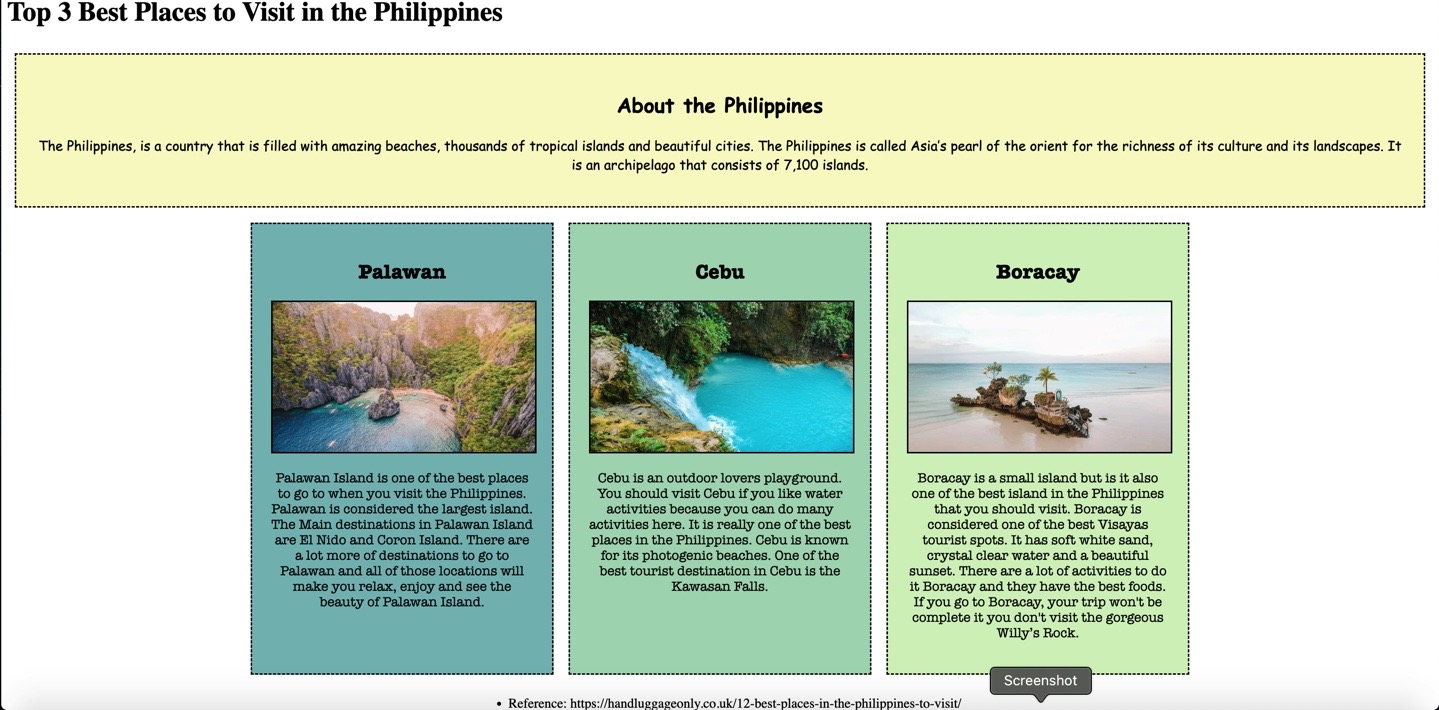 Top 3 Best Places to Visit in the Philippines
About the Philippines
The Philippines, is a country that is filled with amazing beaches, thousands of tropical islands and beautiful cities. The Philippines is called Asia's pearl of the orient for the richness of its culture and its landscapes. It
is an archipelago that consists of 7,100 islands.
Palawan
Palawan Island is one of the best places
to go to when you visit the Philippines.
Palawan is considered the largest island.
The Main destinations in Palawan Island
are El Nido and Coron Island. There are
a lot more of destinations to go to
Palawan and all of those locations will
make you relax, enjoy and see the
beauty of Palawan Island.
Cebu
Cebu is an outdoor lovers playground.
You should visit Cebu if you like water
activities because you can do many
activities here. It is really one of the best
places in the Philippines. Cebu is known
for its photogenic beaches. One of the
best tourist destination in Cebu is the
Kawasan Falls.
Boracay
Boracay is a small island but is it also
one of the best island in the Philippines
that you should visit. Boracay is
considered one of the best Visayas
tourist spots. It has soft white sand,
crystal clear water and a beautiful
sunset. There are a lot of activities to do
it Boracay and they have the best foods.
If you go to Boracay, your trip won't be
complete it you don't visit the gorgeous
Willy's Rock.
Screenshot
• Reference: https://handluggageonly.co.uk/12-best-places-in-the-philippines-to-visit/